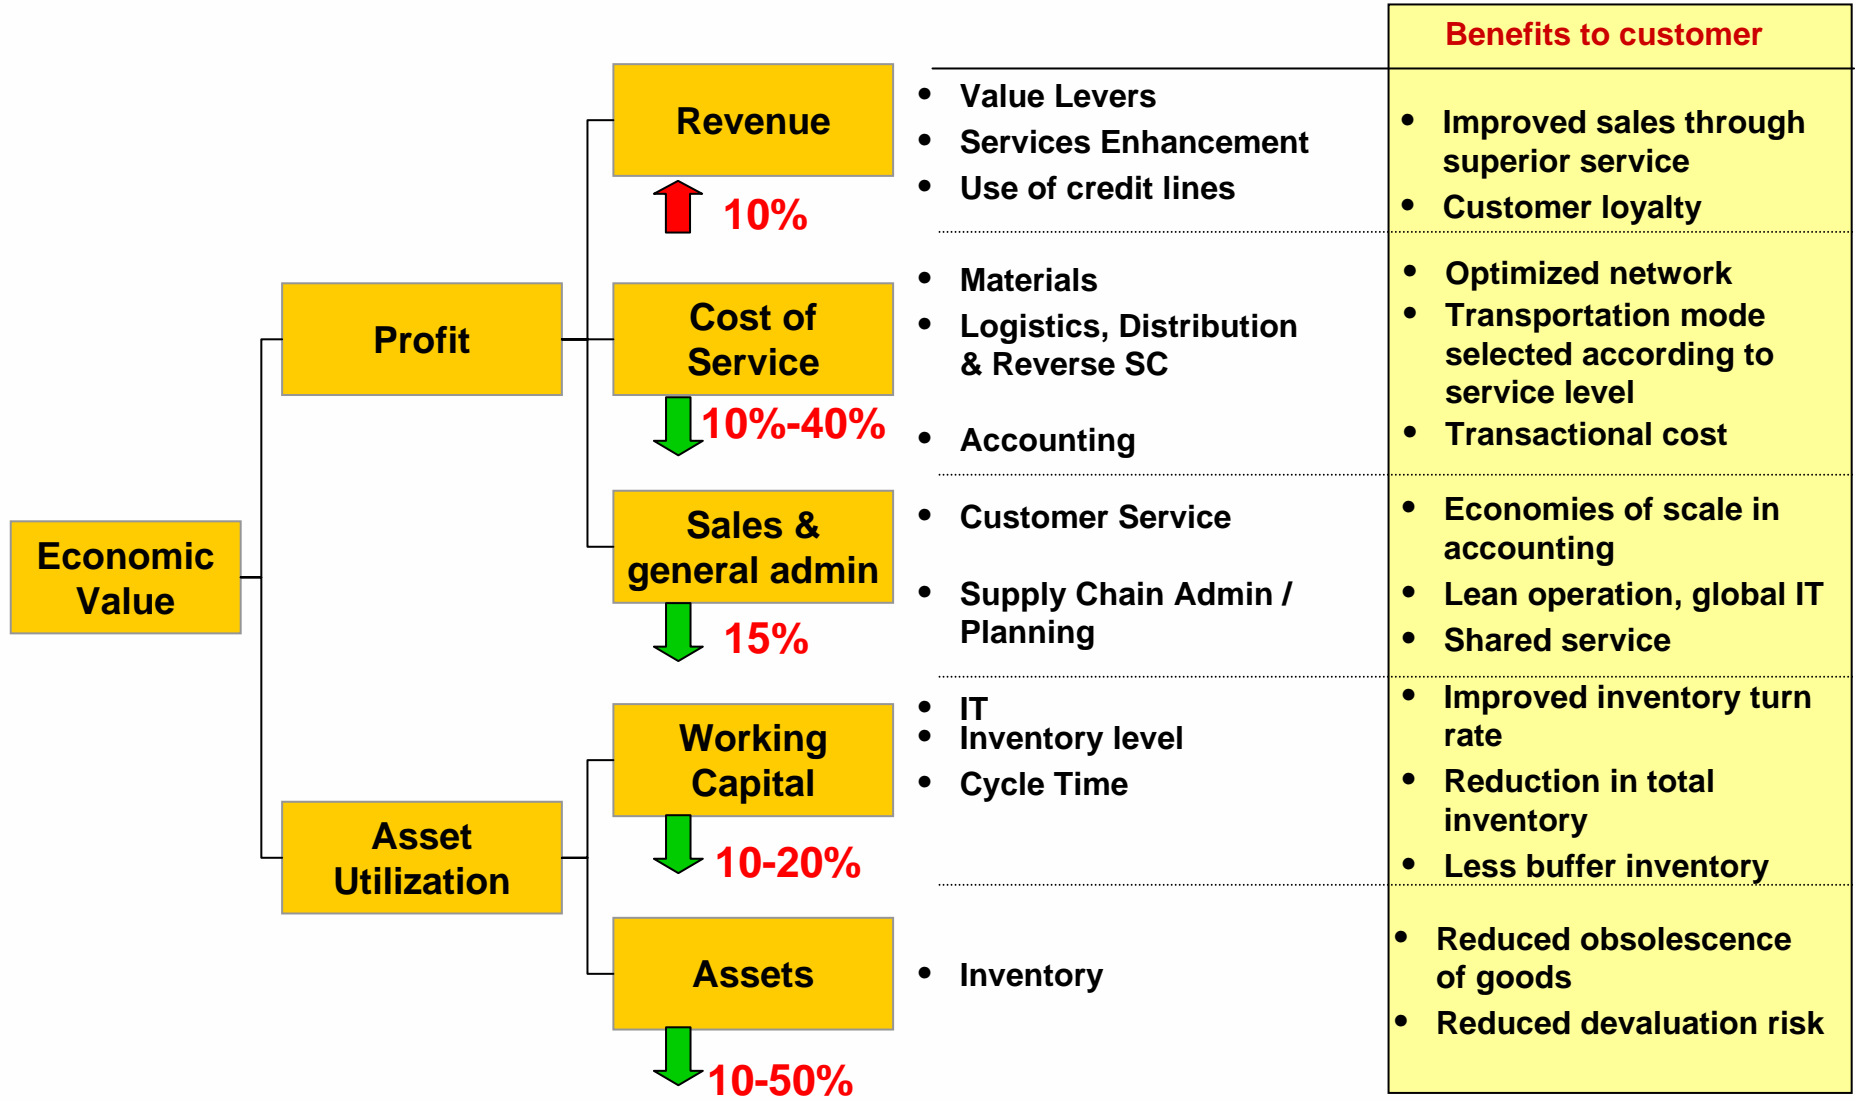 Benefits to customer
Revenue
10%
• Value Levers
• Services Enhancement
• Use of credit lines
• Improved sales through
superior service
• Customer loyalty
Profit
Cost of
Service
10%-40%
• Materials
• Logistics, Distribution
& Reverse SC
• Accounting
• Optimized network
• Transportation mode
selected according to
service level
• Transactional cost
Economic
Value
Sales &
general admin
15%
• Customer Service
• Supply Chain Admin /
Planning
• Economies of scale in
accounting
• Lean operation, global IT
• Shared service
Asset
Utilization
Working
Capital
10-20%
• IT
• Inventory level
• Cycle Time
• Improved inventory turn
rate
• Reduction in total
inventory
• Less buffer inventory
Assets
10-50%
• Inventory
• Reduced obsolescence
of goods
• Reduced devaluation risk